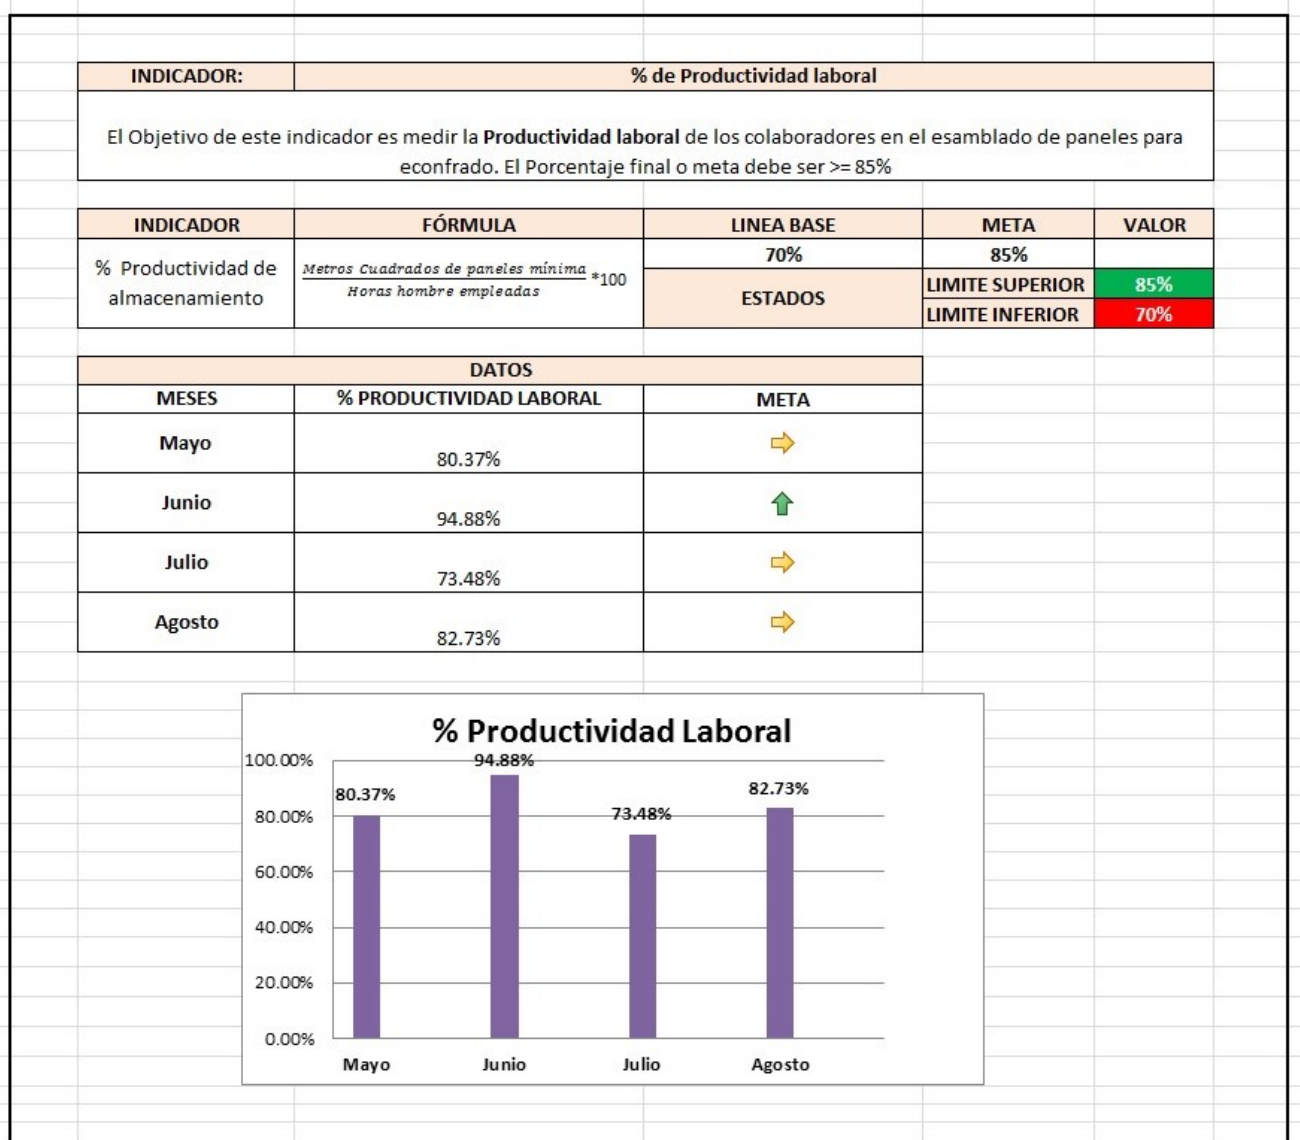 INDICADOR: % de Productividad laboral
El Objetivo de este indicador es medir la Productividad laboral de los colaboradores en el esamblado de paneles para
econfrado. El Porcentaje final o meta debe ser >= 85%
INDICADOR FÓRMULA LINEA BASE META VALOR
% Productividad de
almacenamiento
Metros Cuadrados de paneles mínima
Horas hombre empleadas
*100
70% 85%
ESTADOS
LIMITE SUPERIOR 85%
LIMITE INFERIOR 70%
DATOS
MESES % PRODUCTIVIDAD LABORAL META
Mayo 80.37%
Junio 94.88%
Julio 73.48%
Agosto 82.73%
% Productividad Laboral
100.00%
80.00%
60.00%
40.00%
20.00%
0.00%
80.37%
94.88%
73.48%
82.73%
Mayo Junio Julio Agosto